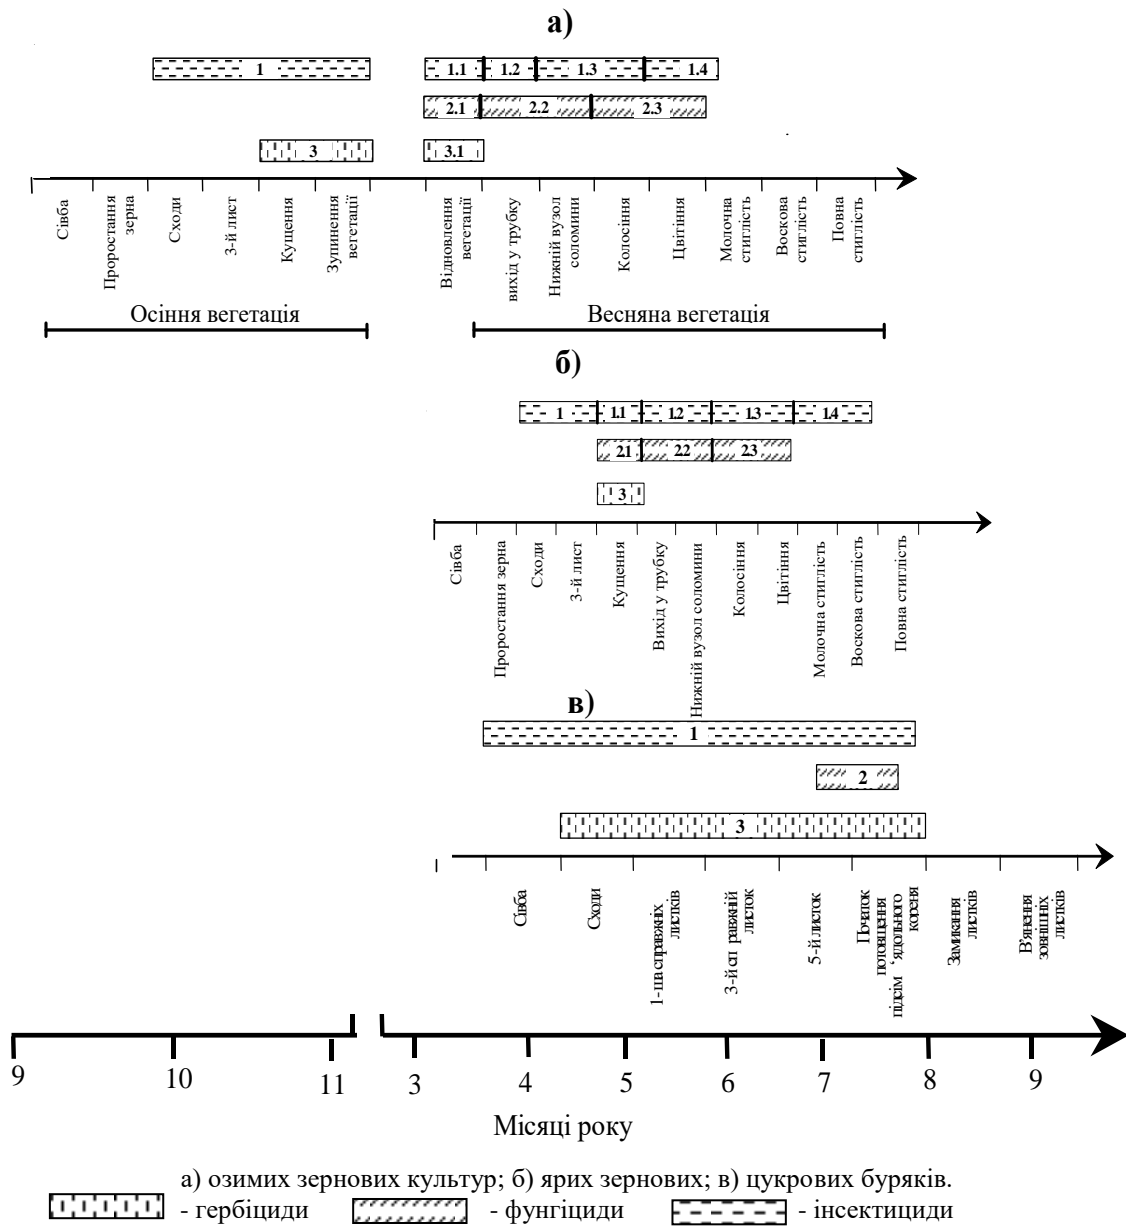 а)
1
1.1 1.2 1.3 1.4
2.1 2.2 2.3
3
3.1
Сівба
Проростання зерна
Сходи
3-й лист
Кущення
Зупинення вегетації
Відновлення вегетації
вихід у трубку
Нижній вузол соломини
Колосіння
Цвітіння
Молочна стиглість
Воскова стиглість
Повна стиглість
Осіння вегетація
Весняна вегетація
б)
1 1.1 1.2 1.3 1.4
2.1 2.2 2.3
3
Сівба
Проростання зерна
Сходи
3-й лист
Кущення
Вихід у трубку
Нижній вузол соломини
Колосіння
Цвітіння
Молочна стиглість
Воскова стиглість
Повна стиглість
в)
1
2
3
Сівба
Сходи
1-ша справжніх листків
3-й справжній листок
5-й листок
Початок потовщення підсім‘ядольного кореня
Замикання листків
В'янення зовнішніх листків
9 10 11 3 4 5 6 7 8 9
Місяці року
а) озимих зернових культур; б) ярих зернових; в) цукрових буряків.
- гербіциди - фунгіциди - інсектициди